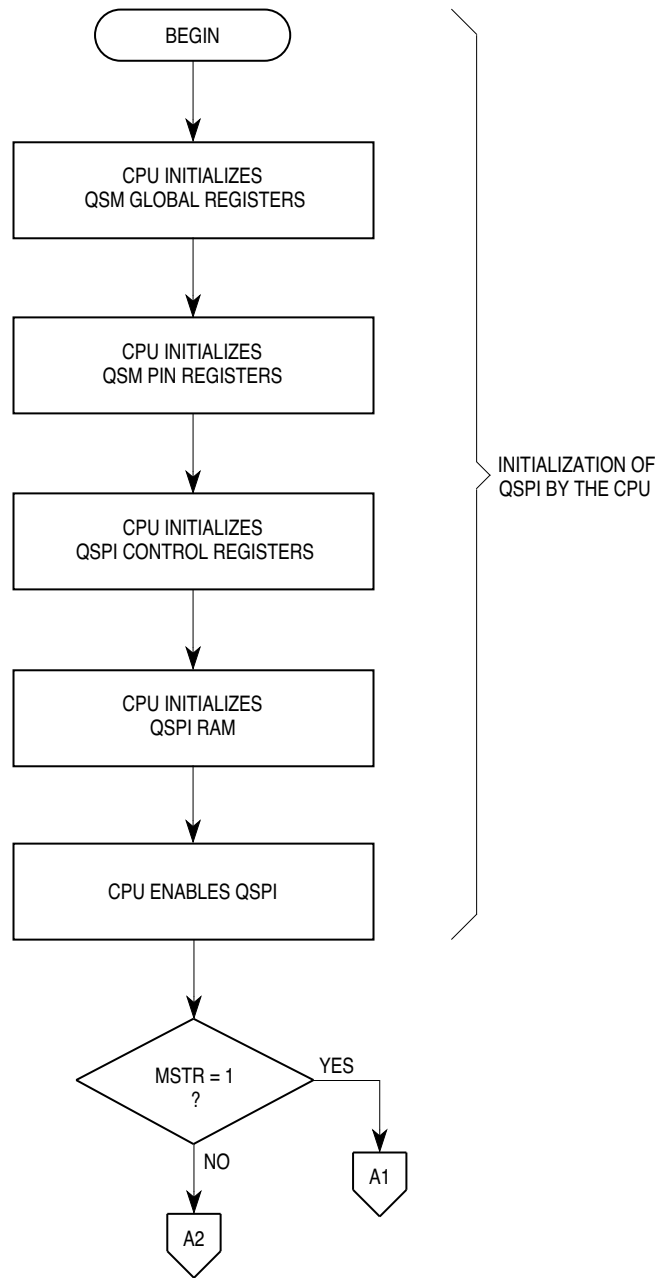 BEGIN
CPU INITIALIZES
QSM GLOBAL REGISTERS
CPU INITIALIZES
QSM PIN REGISTERS
INITIALIZATION OF
QSPI BY THE CPU
CPU INITIALIZES
QSPI CONTROL REGISTERS
CPU INITIALIZES
QSPI RAM
CPU ENABLES QSPI
MSTR = 1
?
YES
NO
A1
A2